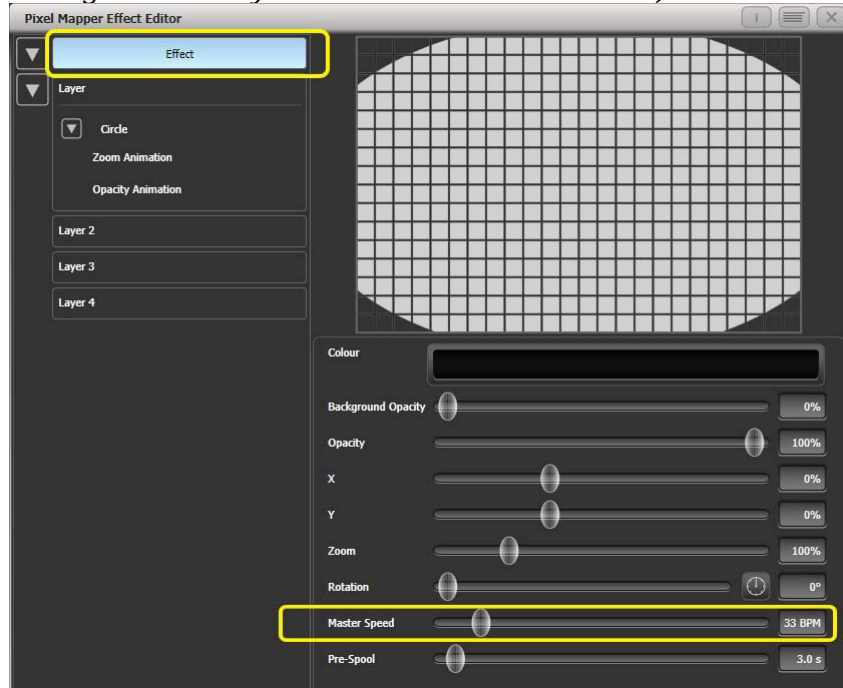 Pixel Mapper Effect Editor
Effect
Layer
Circle
Zoom Animation
Opacity Animation
Layer 2
Layer 3
Layer 4
Colour
Background Opacity 0%
Opacity 100%
X 0%
Y 0%
Zoom 100%
Rotation 0°
Master Speed 33 BPM
Pre-Spool 3.0 s